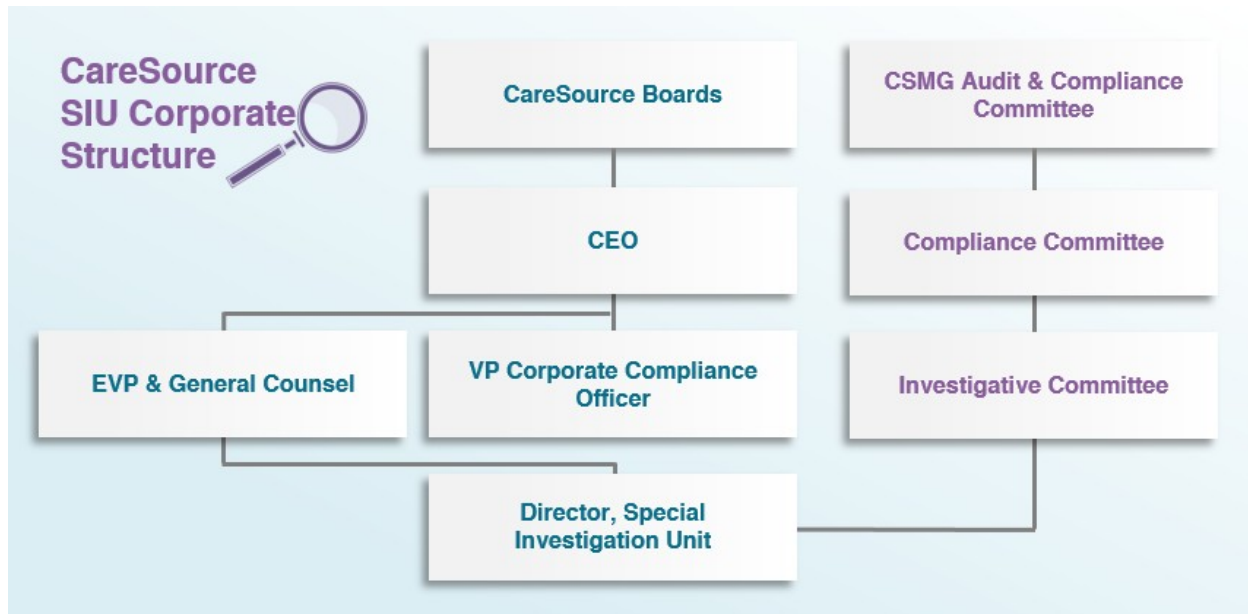 CareSource
SIU Corporate
Structure
CareSource Boards
CSMG Audit & Compliance
Committee
CEO
Compliance Committee
EVP & General Counsel
VP Corporate Compliance
Officer
Investigative Committee
Director, Special
Investigation Unit